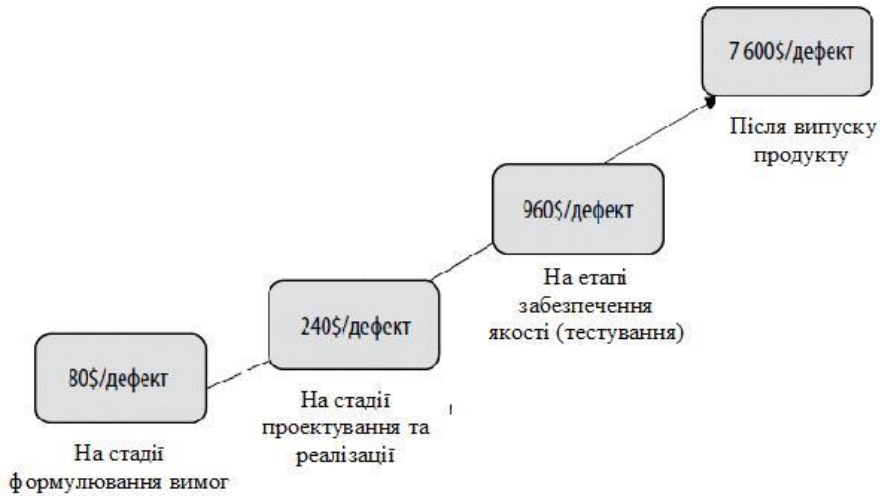 7 600$/дефект
Після випуску
продукту
960$/дефект
На етапі
забезпечення
якості (тестування)
240$/дефект
На стадії
проектування та
реалізації
80$/дефект
На стадії
формулювання вимог